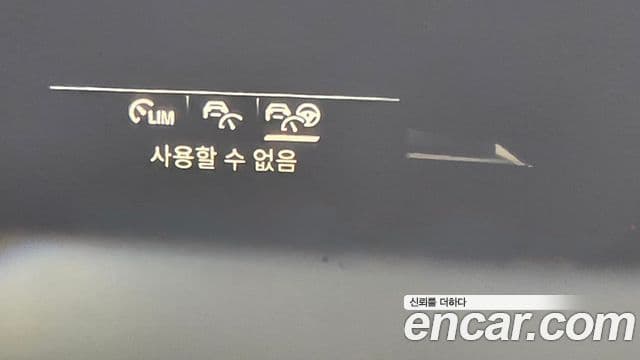 LIM
사용할 수 없음
신뢰를 더하다
encar.com